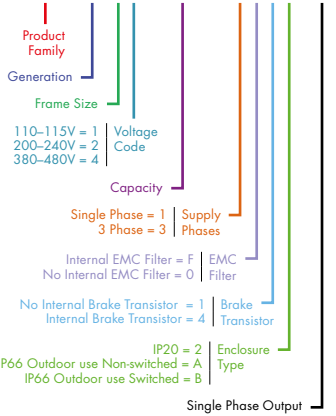 Product
Family
Generation
Frame Size
110–115V = 1
200–240V = 2
380–480V = 4
Voltage
Code
Capacity
Single Phase = 1
3 Phase = 3
Supply
Phases
Internal EMC Filter = F
No Internal EMC Filter = 0
EMC
Filter
No Internal Brake Transistor = 1
Internal Brake Transistor = 4
Brake
Transistor
IP20 = 2
P66 Outdoor use Non-switched = A
IP66 Outdoor use Switched = B
Enclosure
Type
Single Phase Output